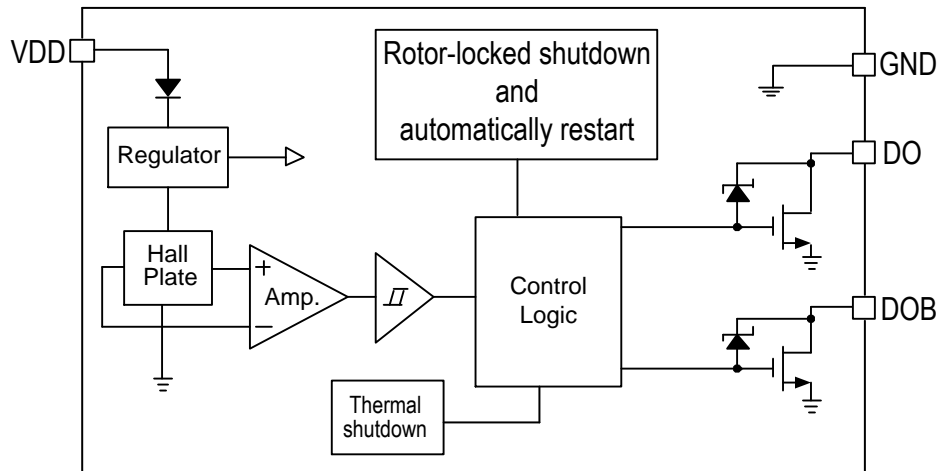 VDD
Rotor-locked shutdown
and
automatically restart
GND
Regulator
DO
Hall
Plate
+
Amp.
−
Control
Logic
DOB
Thermal
shutdown